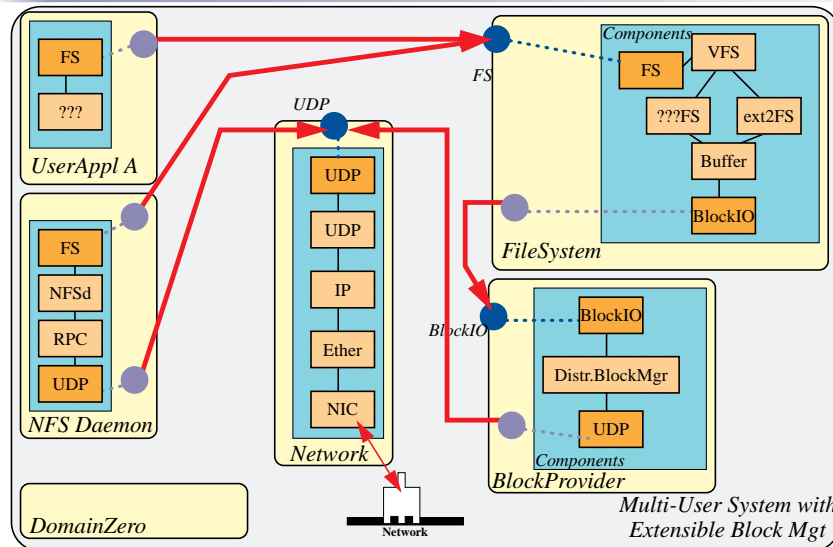 FS
???
UserAppl A
FS
NFSd
RPC
UDP
NFS Daemon
DomainZero
UDP
UDP
UDP
IP
Ether
NIC
Network
Network
FS
Components
FS
VFS
???FS
ext2FS
Buffer
BlockIO
FileSystem
BlockIO
BlockIO
Distr.BlockMgr
UDP
Components
BlockProvider
Multi-User System with
Extensible Block Mgt